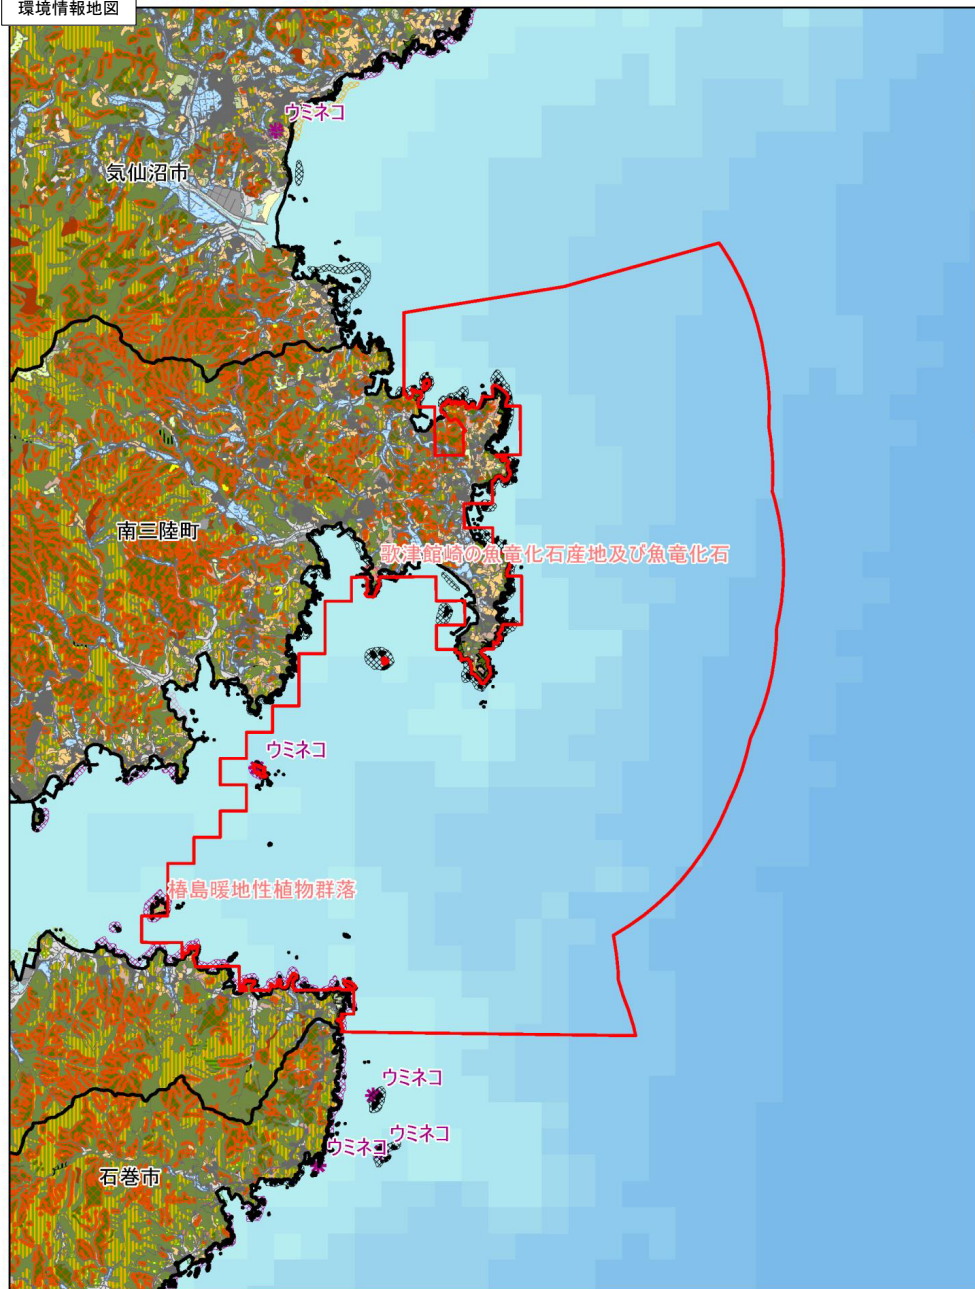 環境情報地図
ウミネコ
気仙沼市
南三陸町
歌津館崎の魚竜化石産地及び魚竜化石
ウミネコ
椿島暖地性植物群落
ウミネコ
ウミネコ
ウミネコ
石巻市